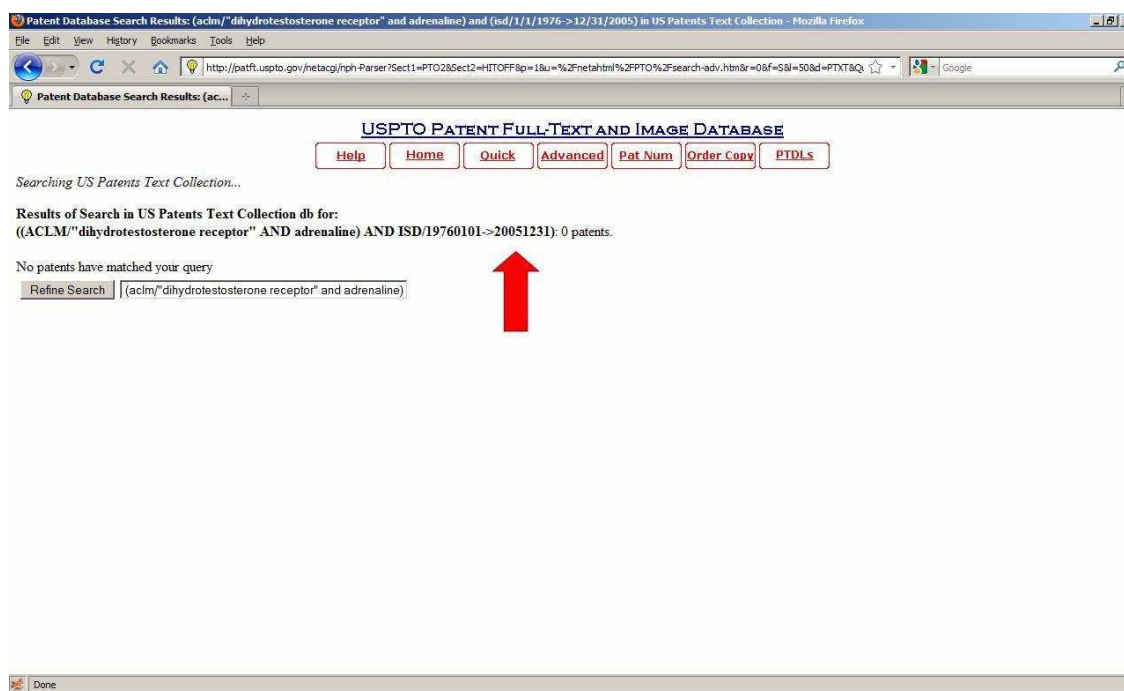 Patent Database Search Results: (aclm/"dihydrotestosterone receptor" and adrenaline) and (isd/1/1/1976->12/31/2005) in US Patents Text Collection - Mozilla Firefox
File Edit View History Bookmarks Tools Help
http://patft.uspto.gov/netacgi/nph-Parser?Sect1=PTO2&Sect2=HITOFF&p=1&u=%2Fnetahtml%2FPTO%2Fsearch-adv.htm&r=0&f=S&l=50&d=PTXT&Q Google
Patent Database Search Results: (ac...
USPTO PATENT FULL-TEXT AND IMAGE DATABASE
Help Home Quick Advanced Pat Num Order Copy PTDLs
Searching US Patents Text Collection...
Results of Search in US Patents Text Collection db for:
((ACLM/"dihydrotestosterone receptor" AND adrenaline) AND ISD/19760101->20051231): 0 patents.
No patents have matched your query
Refine Search (aclm/"dihydrotestosterone receptor" and adrenaline)
Done